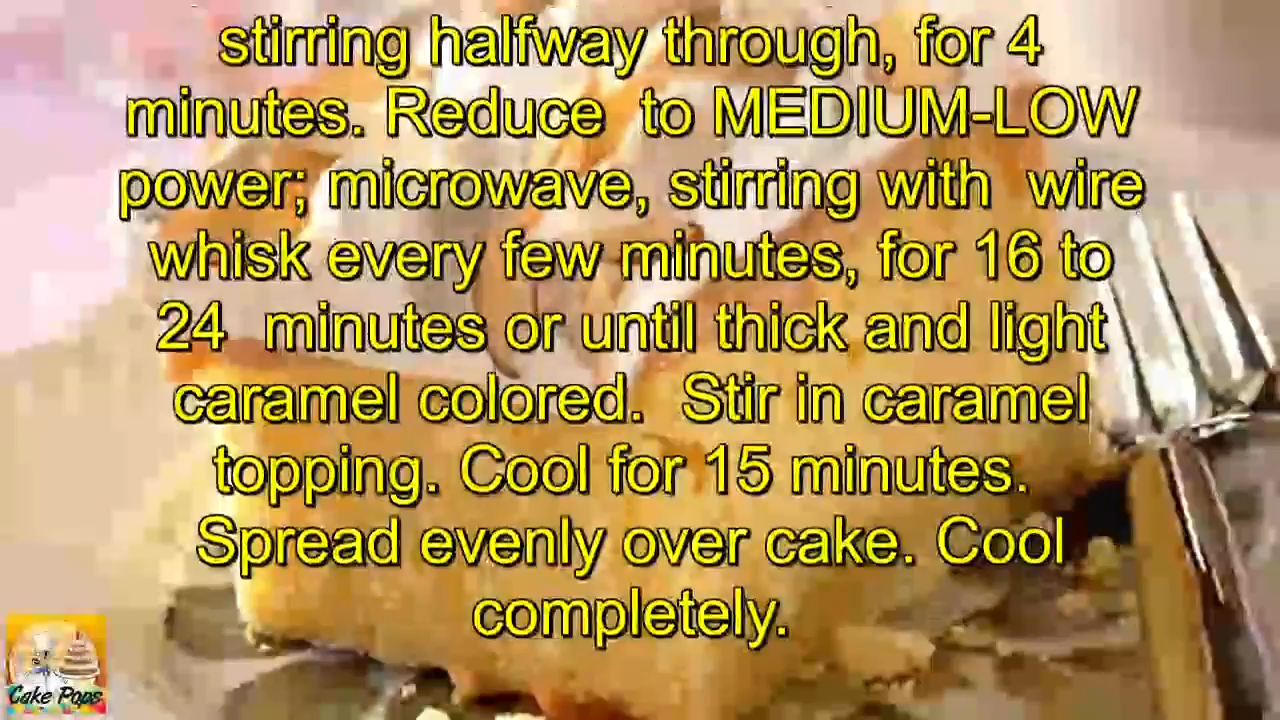 stirring halfway through, for 4
minutes. Reduce  to MEDIUM-LOW
power; microwave, stirring with  wire
whisk every few minutes, for 16 to
24  minutes or until thick and light
caramel colored.  Stir in caramel
topping. Cool for 15 minutes.
Spread evenly over cake. Cool
completely.
Cake Pops